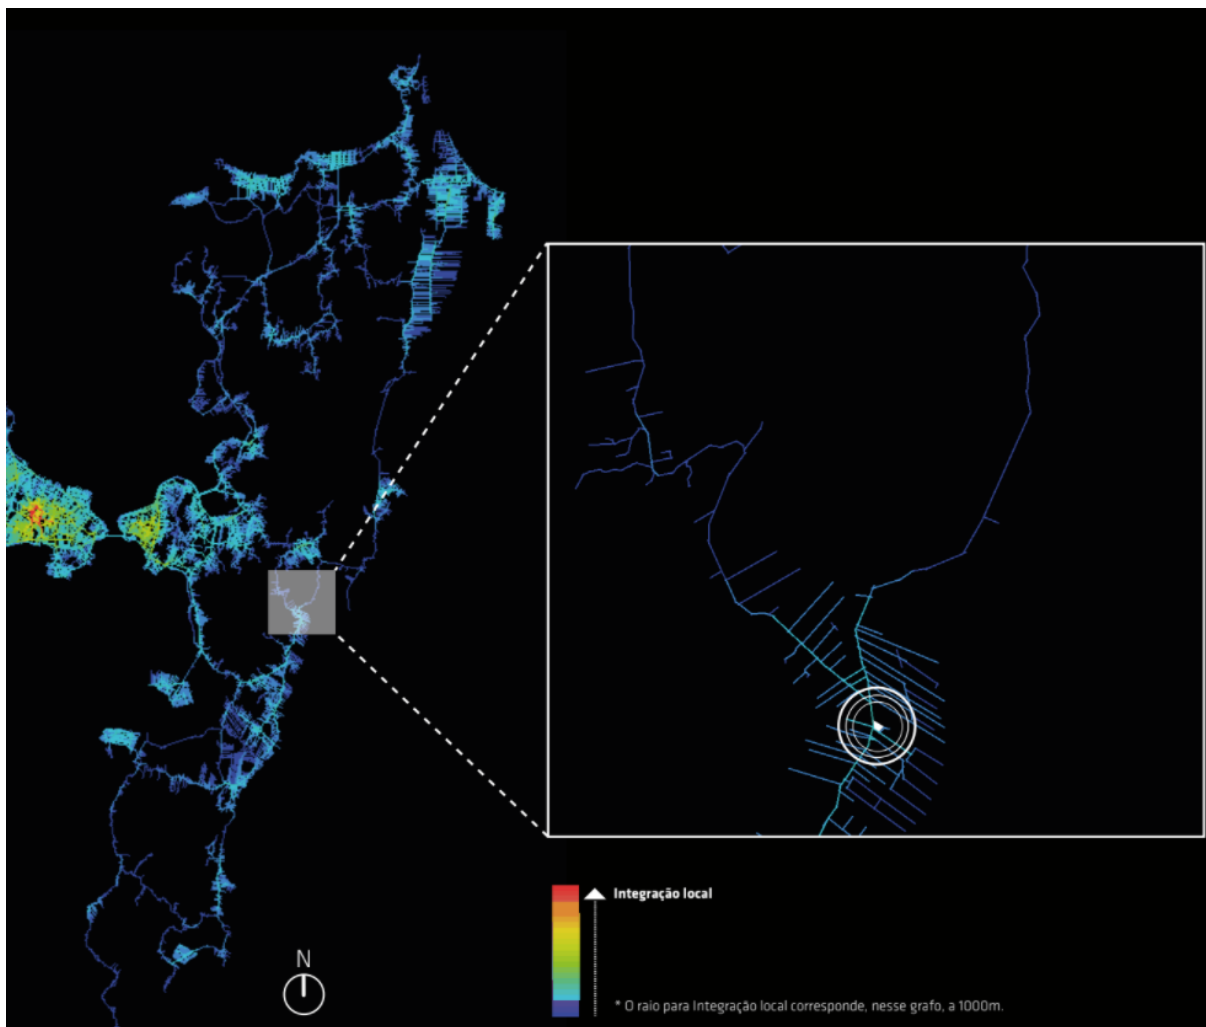 Integração local
N
* O raio para Integração local corresponde, nesse grafo, a 1000m.